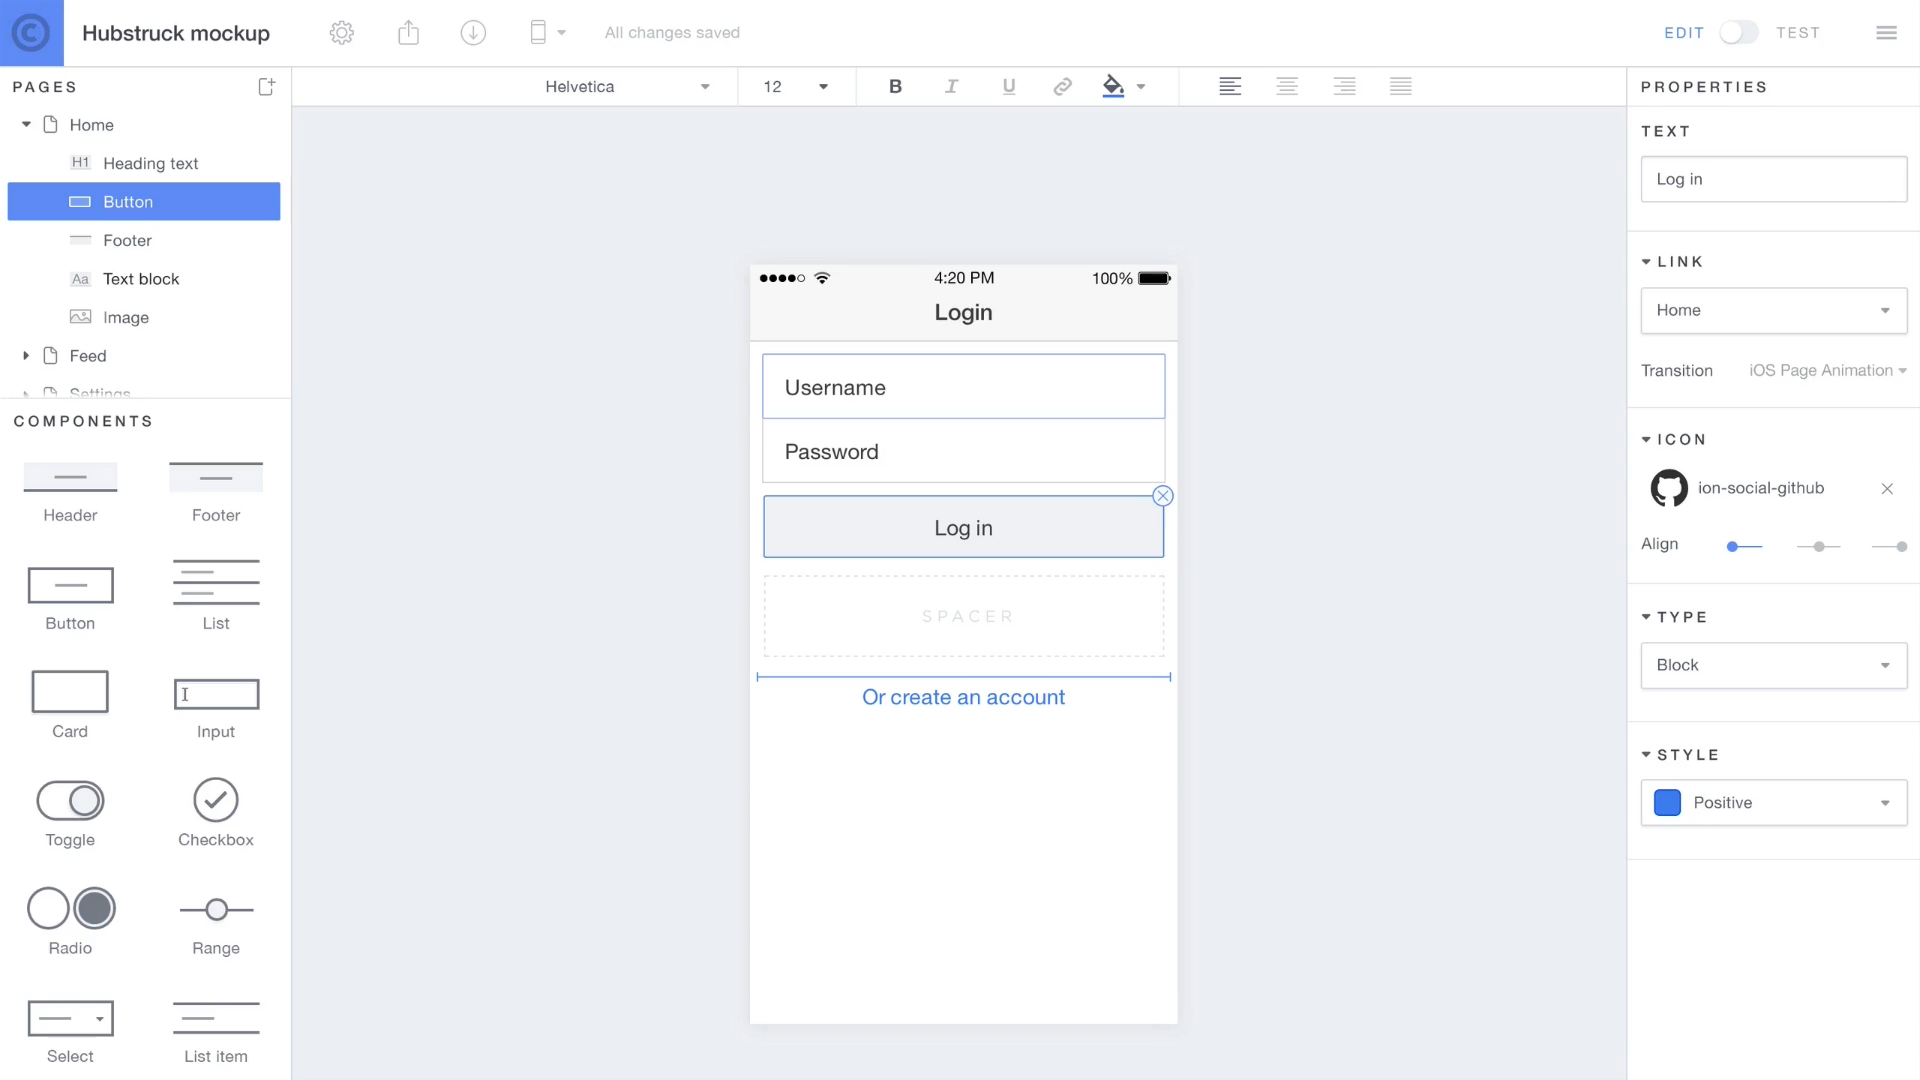 Hubstruck mockup
All changes saved
EDIT
TEST
PAGES
Helvetica
12
B
I
U
PROPERTIES
Home
H1 Heading text
Button
Footer
Aa Text block
Image
Feed
Settings
COMPONENTS
Header
Footer
Button
List
Card
Input
Toggle
Checkbox
Radio
Range
Select
List item
4:20 PM
100%
Login
Username
Password
Log in
SPACER
Or create an account
TEXT
Log in
LINK
Home
Transition iOS Page Animation
ICON
ion-social-github
Align
TYPE
Block
STYLE
Positive